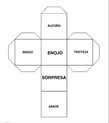 ALEGRÍA
MIEDO ENOJO TRISTEZA
SORPRESA
AMOR